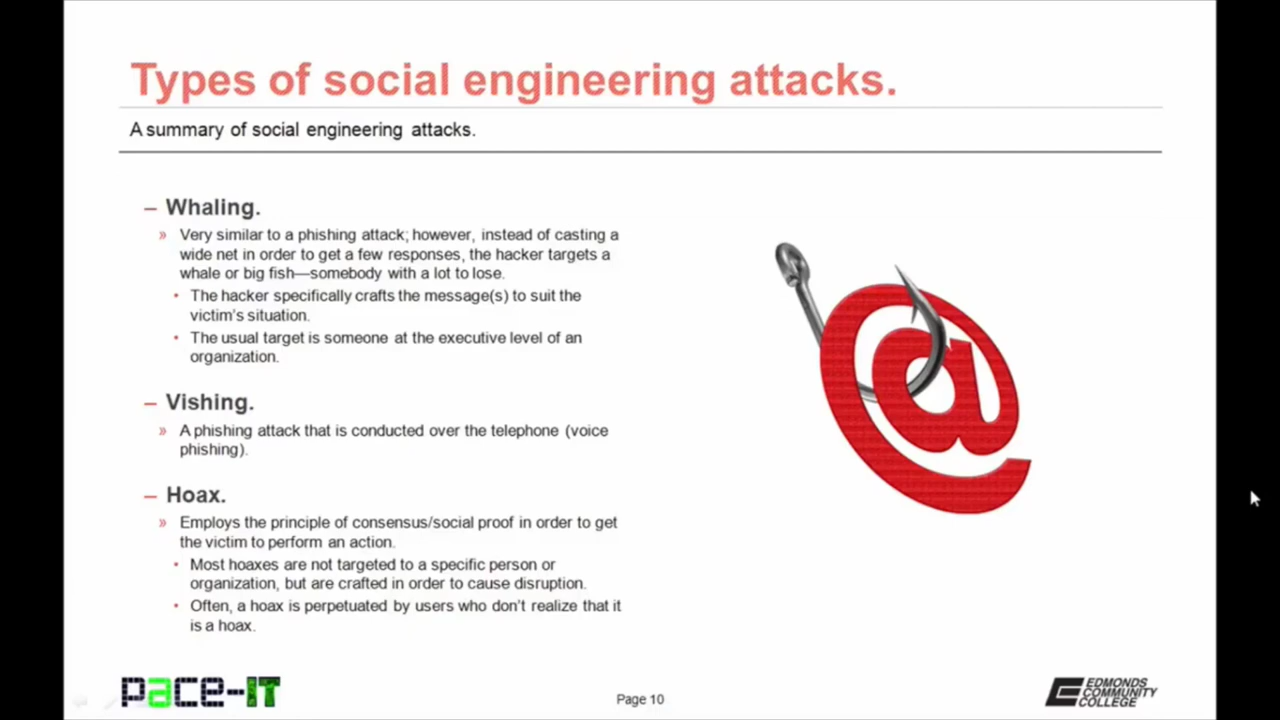 Types of social engineering attacks.
A summary of social engineering attacks.
– Whaling.
» Very similar to a phishing attack; however, instead of casting a
wide net in order to get a few responses, the hacker targets a
whale or big fish—somebody with a lot to lose.
• The hacker specifically crafts the message(s) to suit the
victim's situation.
• The usual target is someone at the executive level of an
organization.
– Vishing.
» A phishing attack that is conducted over the telephone (voice
phishing).
– Hoax.
» Employs the principle of consensus/social proof in order to get
the victim to perform an action.
• Most hoaxes are not targeted to a specific person or
organization, but are crafted in order to cause disruption.
• Often, a hoax is perpetuated by users who don't realize that it
is a hoax.
@
pace-IT
Page 10
EDMONDS
COMMUNITY
COLLEGE